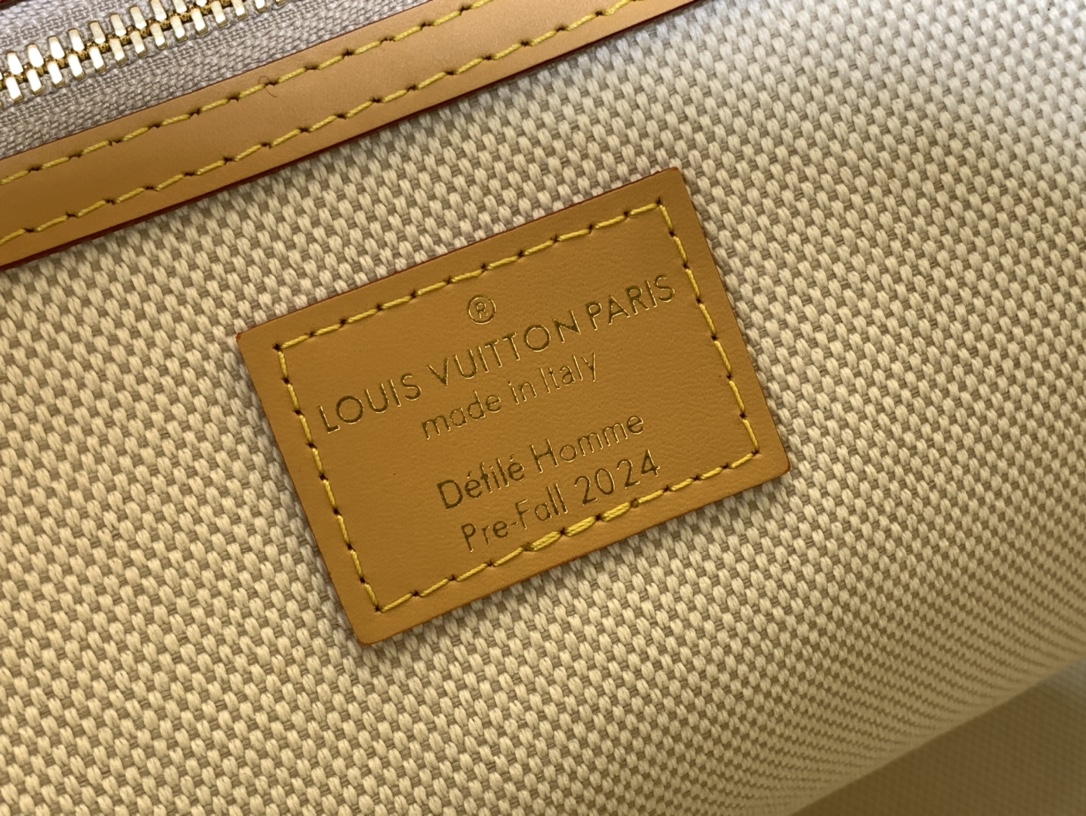 ®
LOUIS VUITTON PARIS
made in Italy
Défilé Homme
Pre-Fall 2024